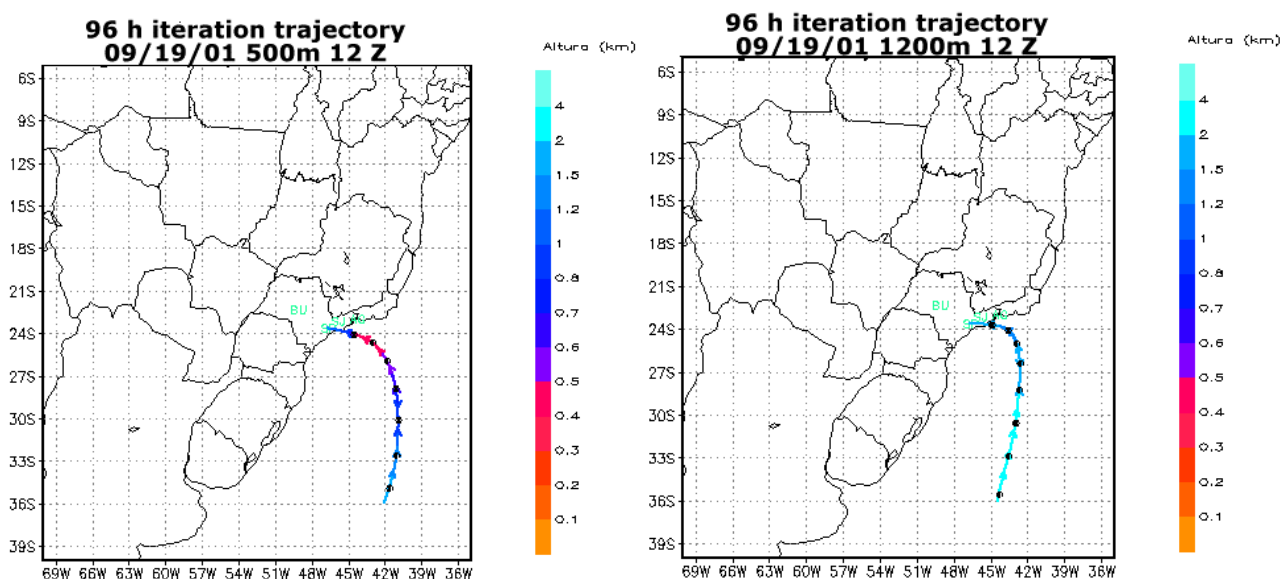 96 h iteration trajectory
09/19/01 500m 12 Z
Altura (km)
6S
9S
12S
15S
18S
21S
24S
27S
30S
33S
36S
39S
BU
69W 66W 63W 60W 57W 54W 51W 48W 45W 42W 39W 36W
4
2
1.5
1.2
1
0.8
0.7
0.6
0.5
0.4
0.3
0.2
0.1
96 h iteration trajectory
09/19/01 1200m 12 Z
Altura (km)
6S
9S
12S
15S
18S
21S
24S
27S
30S
33S
36S
39S
BU
69W 66W 63W 60W 57W 54W 51W 48W 45W 42W 39W 36W
4
2
1.5
1.2
1
0.8
0.7
0.6
0.5
0.4
0.3
0.2
0.1